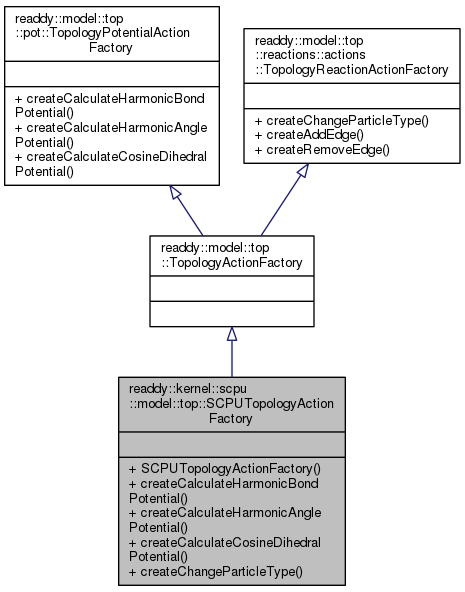 readdy::model::top
::pot::TopologyPotentialAction
Factory
+ createCalculateHarmonicBond
Potential()
+ createCalculateHarmonicAngle
Potential()
+ createCalculateCosineDihedral
Potential()
readdy::model::top
::reactions::actions
::TopologyReactionActionFactory
+ createChangeParticleType()
+ createAddEdge()
+ createRemoveEdge()
readdy::model::top
::TopologyActionFactory
readdy::kernel::scpu
::model::top::SCPUTopologyAction
Factory
+ SCPUTopologyActionFactory()
+ createCalculateHarmonicBond
Potential()
+ createCalculateHarmonicAngle
Potential()
+ createCalculateCosineDihedral
Potential()
+ createChangeParticleType()